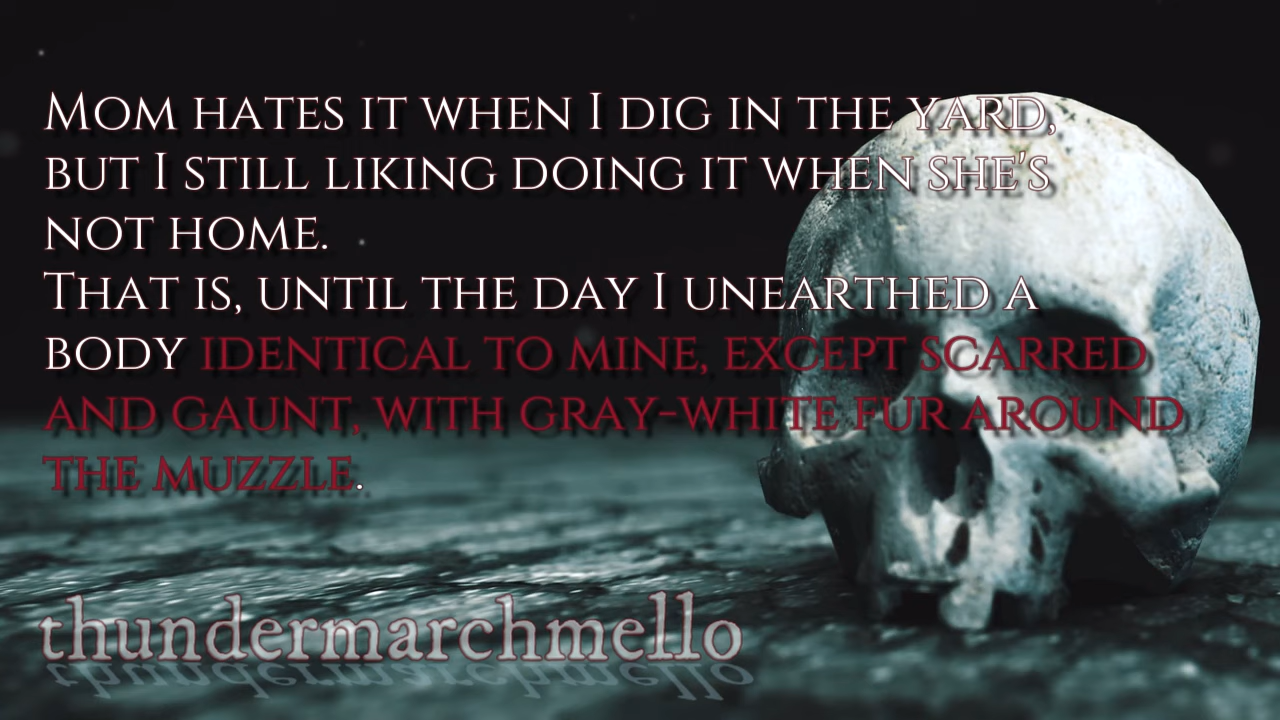 Mom hates it when I dig in the yard,
but I still liking doing it when she's
not home.
That is, until the day I unearthed a
body identical to mine, except scarred
and gaunt, with gray-white fur around
the muzzle.
thundermarchmello